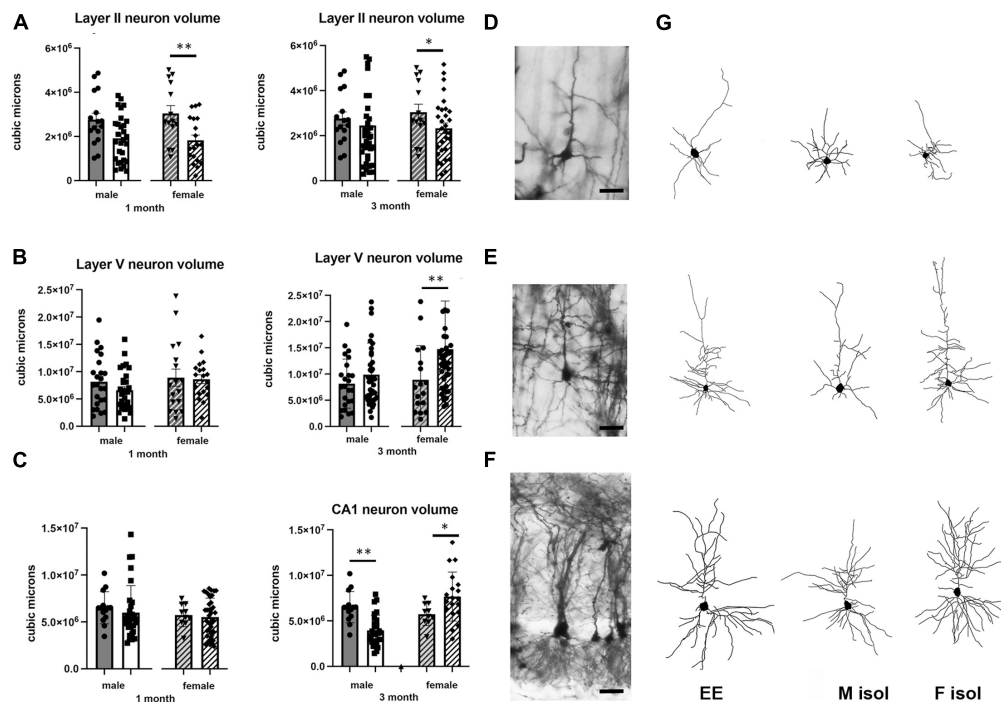 A
Layer II neuron volume
cubic microns
6×10⁶
4×10⁶
2×10⁶
0
**
male
female
1 month
Layer II neuron volume
cubic microns
6×10⁶
4×10⁶
2×10⁶
0
*
male
female
3 month
D
G
B
Layer V neuron volume
cubic microns
2.5×10⁷
2.0×10⁷
1.5×10⁷
1.0×10⁷
5.0×10⁶
0.0
male
female
1 month
Layer V neuron volume
cubic microns
2.5×10⁷
2.0×10⁷
1.5×10⁷
1.0×10⁷
5.0×10⁶
0.0
**
male
female
3 month
E
C
cubic microns
1.5×10⁷
1.0×10⁷
5.0×10⁶
0.0
male
female
1 month
CA1 neuron volume
cubic microns
1.5×10⁷
1.0×10⁷
5.0×10⁶
0.0
**
*
male
female
3 month
F
EE
M isol
F isol